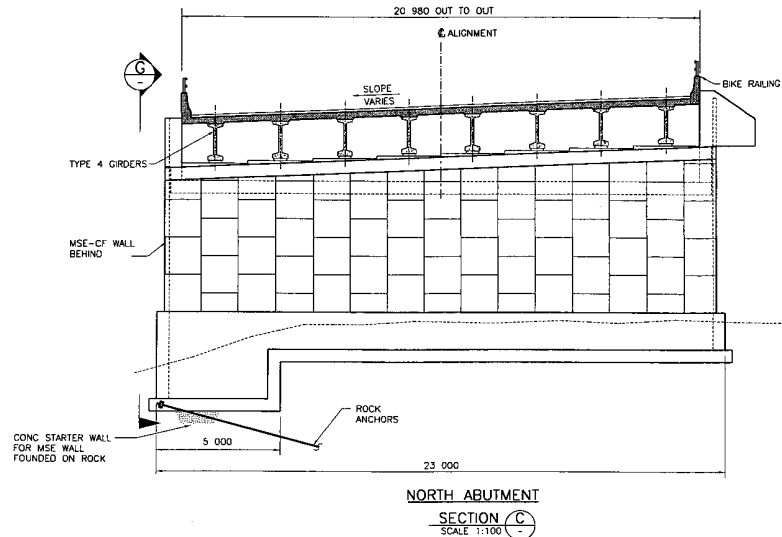 20 980 OUT TO OUT
℄ ALIGNMENT
G
-
BIKE RAILING
SLOPE
VARIES
TYPE 4 GIRDERS
MSE-CF WALL
BEHIND
ROCK
ANCHORS
CONC STARTER WALL
FOR MSE WALL
FOUNDED ON ROCK
5 000
23 000
NORTH ABUTMENT
SECTION C
SCALE 1:100 -